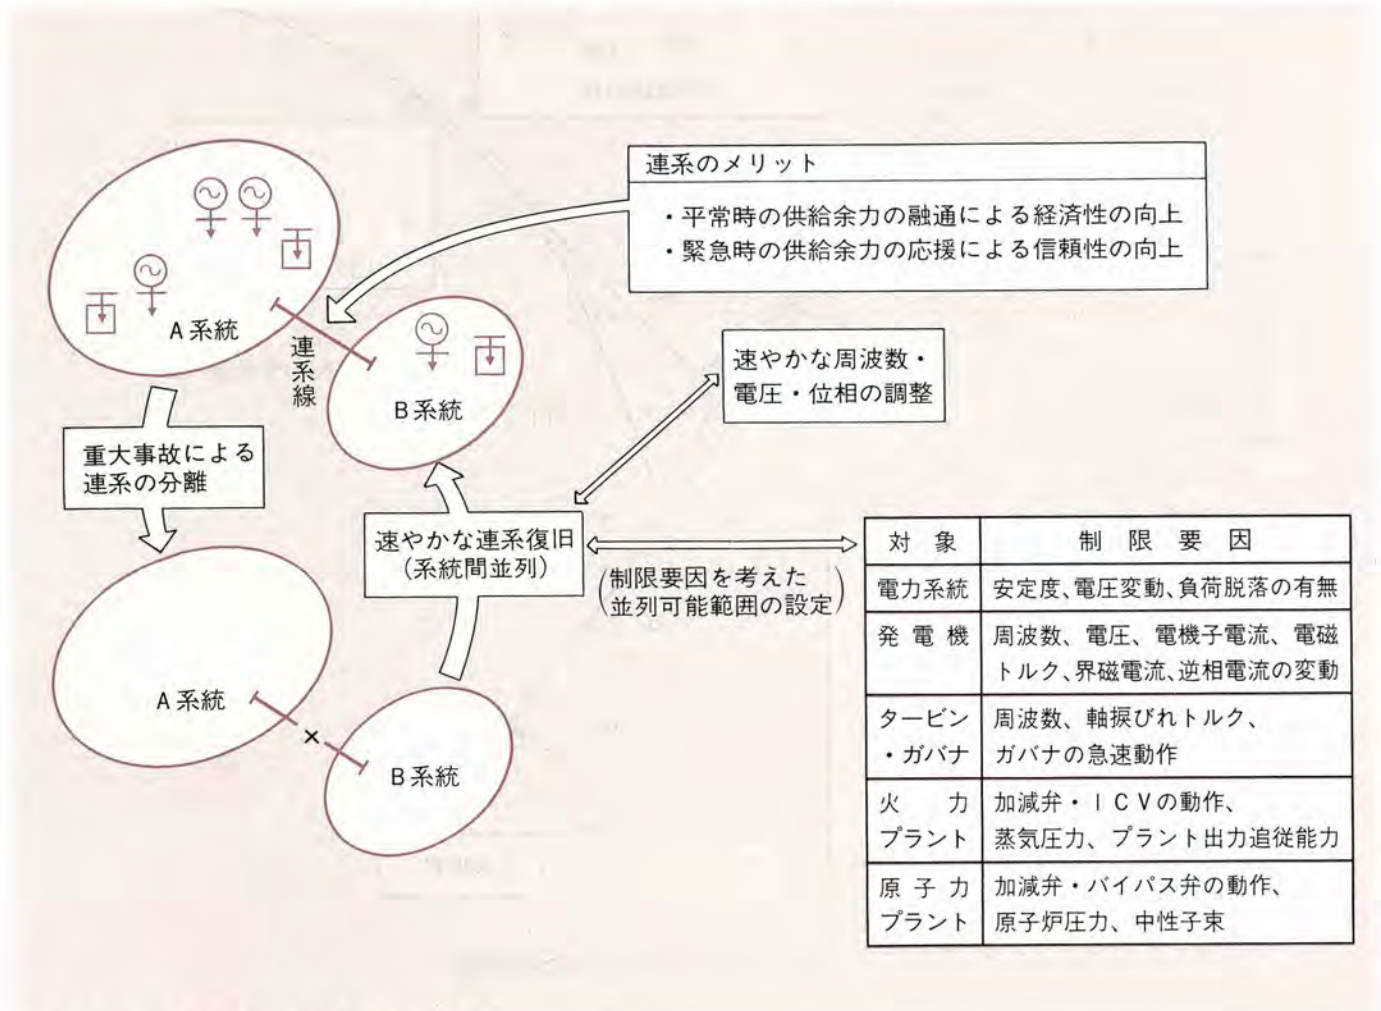 連系のメリット
・平常時の供給余力の融通による経済性の向上
・緊急時の供給余力の応援による信頼性の向上
A系統
連系線
B系統
速やかな周波数・
電圧・位相の調整
重大事故による
連系の分離
速やかな連系復旧
(系統間並列)
(制限要因を考えた
並列可能範囲の設定)
A系統
×
B系統
対象 制限要因
電力系統 安定度、電圧変動、負荷脱落の有無
発電機 周波数、電圧、電機子電流、電磁
トルク、界磁電流、逆相電流の変動
タービン 周波数、軸捩びれトルク、
・ガバナ ガバナの急速動作
火力 加減弁・ICVの動作、
プラント 蒸気圧力、プラント出力追従能力
原子力 加減弁・バイパス弁の動作、
プラント 原子炉圧力、中性子束